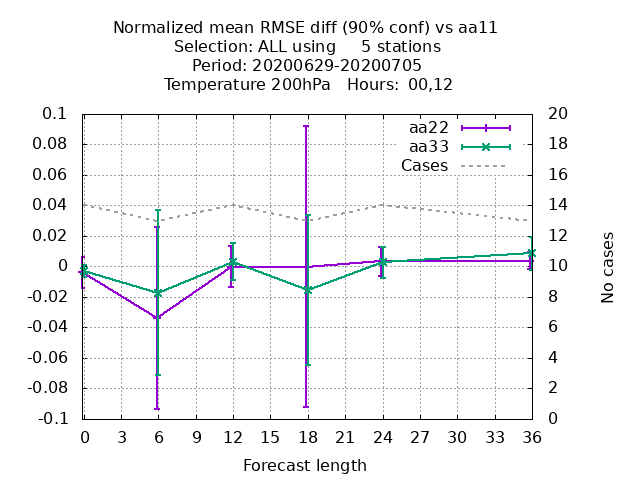 Normalized mean RMSE diff (90% conf) vs aa11
Selection: ALL using     5 stations
Period: 20200629-20200705
Temperature 200hPa   Hours: 00,12
0.1
0.08
0.06
0.04
0.02
0
-0.02
-0.04
-0.06
-0.08
-0.1
aa22
aa33
Cases
20
18
16
14
12
10
8
6
4
2
0
No cases
0 3 6 9 12 15 18 21 24 27 30 33 36
Forecast length